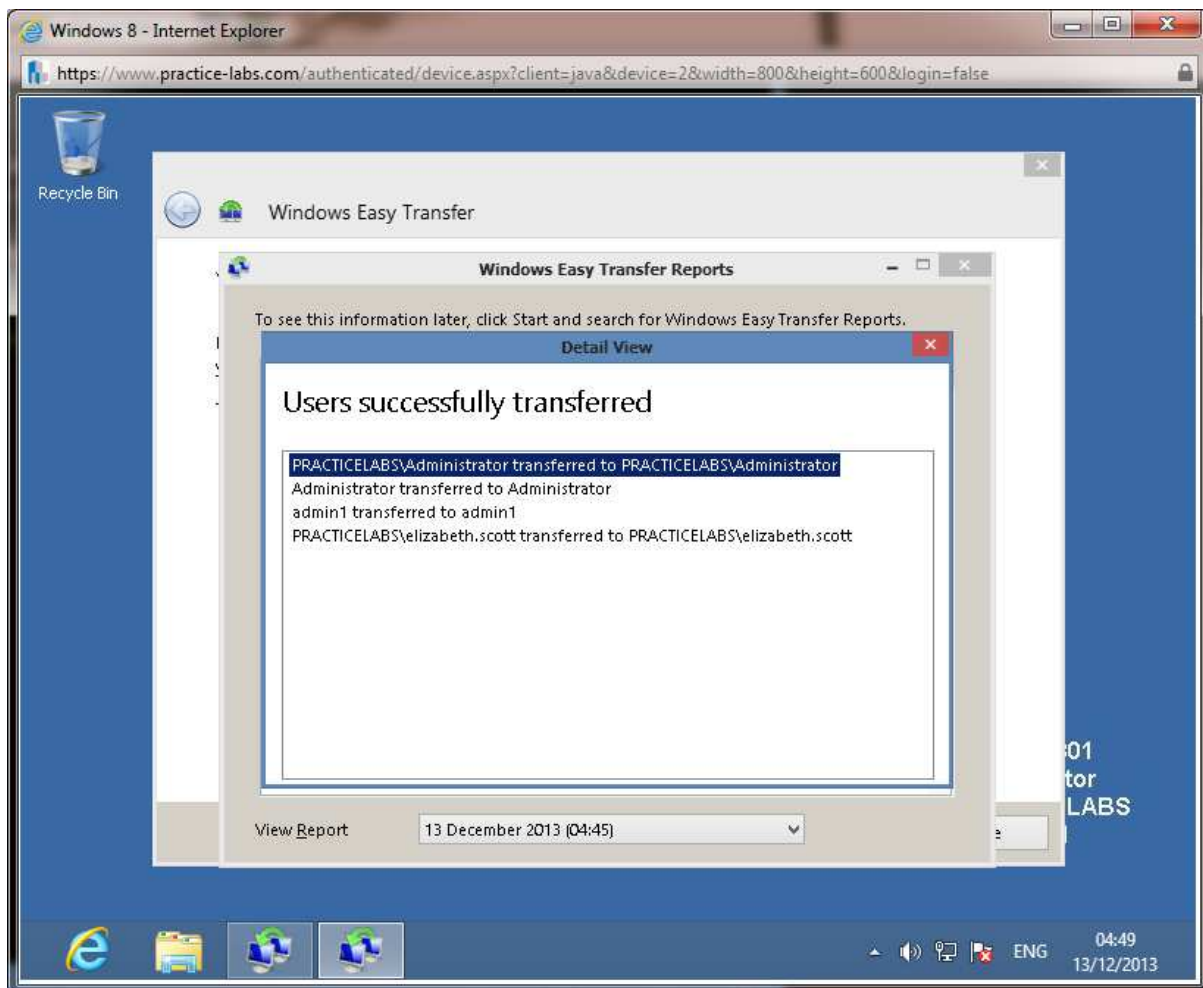 Windows 8 - Internet Explorer
https://www.practice-labs.com/authenticated/device.aspx?client=java&device=2&width=800&height=600&login=false
Recycle Bin
Windows Easy Transfer
Windows Easy Transfer Reports
To see this information later, click Start and search for Windows Easy Transfer Reports.
Detail View
Users successfully transferred
PRACTICELABS\Administrator transferred to PRACTICELABS\Administrator
Administrator transferred to Administrator
admin1 transferred to admin1
PRACTICELABS\elizabeth.scott transferred to PRACTICELABS\elizabeth.scott
01
tor
LABS
View Report
13 December 2013 (04:45)
ENG
04:49
13/12/2013